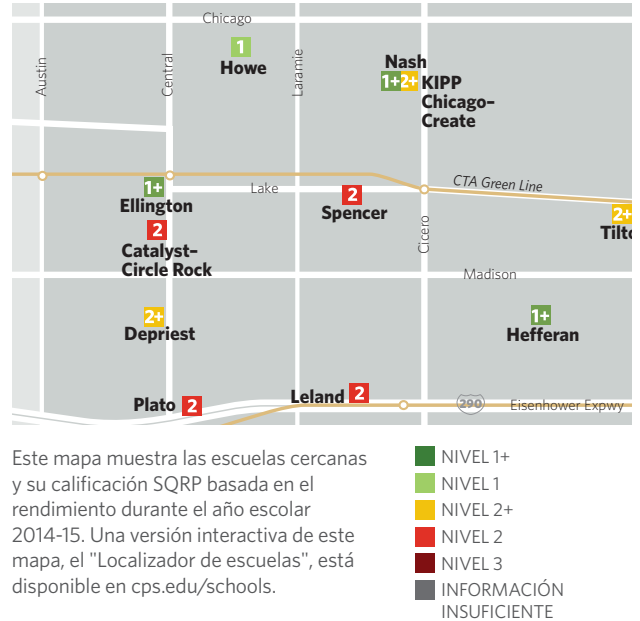 Chicago
1
Howe
Austin
Central
Laramie
Nash
1+ 2+ KIPP
Chicago–
Create
1+
Ellington
Lake
2
Spencer
CTA Green Line
Cicero
2+
Tilto
2
Catalyst–
Circle Rock
Madison
2+
Depriest
1+
Hefferan
Plato 2
Leland 2
290
Eisenhower Expwy
Este mapa muestra las escuelas cercanas
y su calificación SQRP basada en el
rendimiento durante el año escolar
2014-15. Una versión interactiva de este
mapa, el "Localizador de escuelas", está
disponible en cps.edu/schools.
NIVEL 1+
NIVEL 1
NIVEL 2+
NIVEL 2
NIVEL 3
INFORMACIÓN
INSUFICIENTE